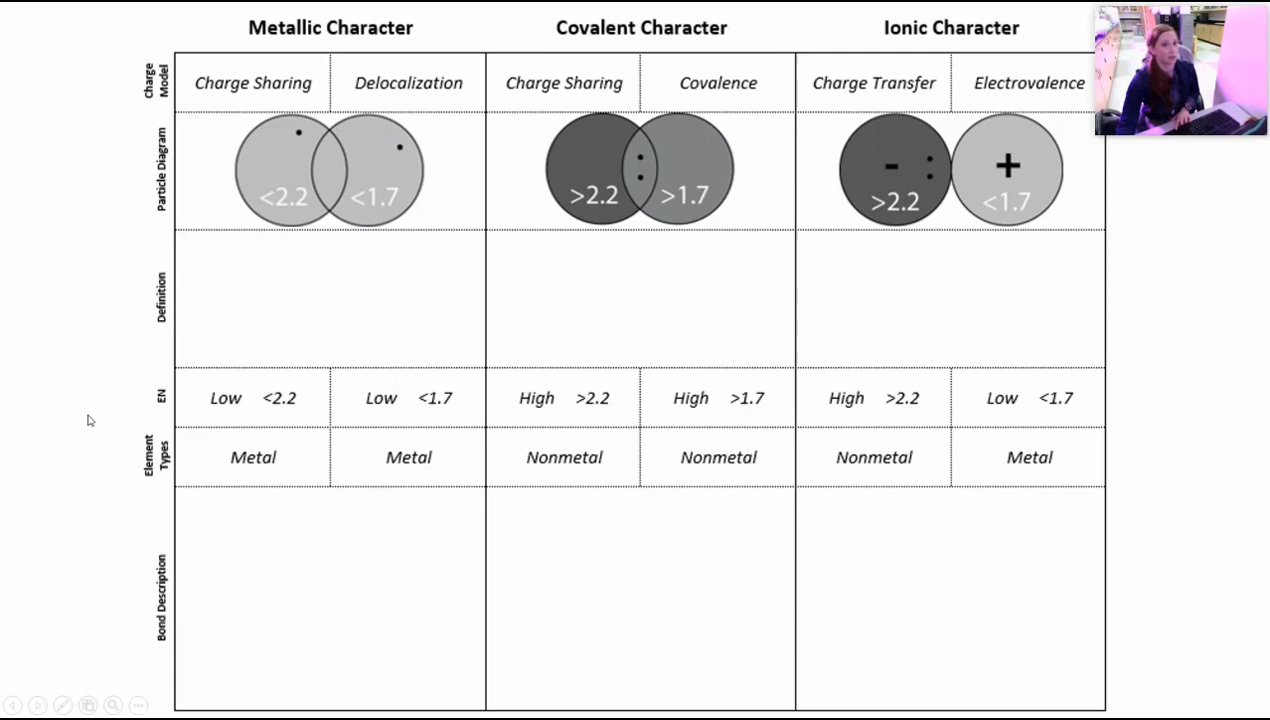 Metallic Character Covalent Character Ionic Character
Charge Model
Charge Sharing Delocalization Charge Sharing Covalence Charge Transfer Electrovalence
Particle Diagram
<2.2 <1.7 >2.2 >1.7 - >2.2 + <1.7
Definition
EN
Low <2.2 Low <1.7 High >2.2 High >1.7 High >2.2 Low <1.7
Element Types
Metal Metal Nonmetal Nonmetal Nonmetal Metal
Bond Description